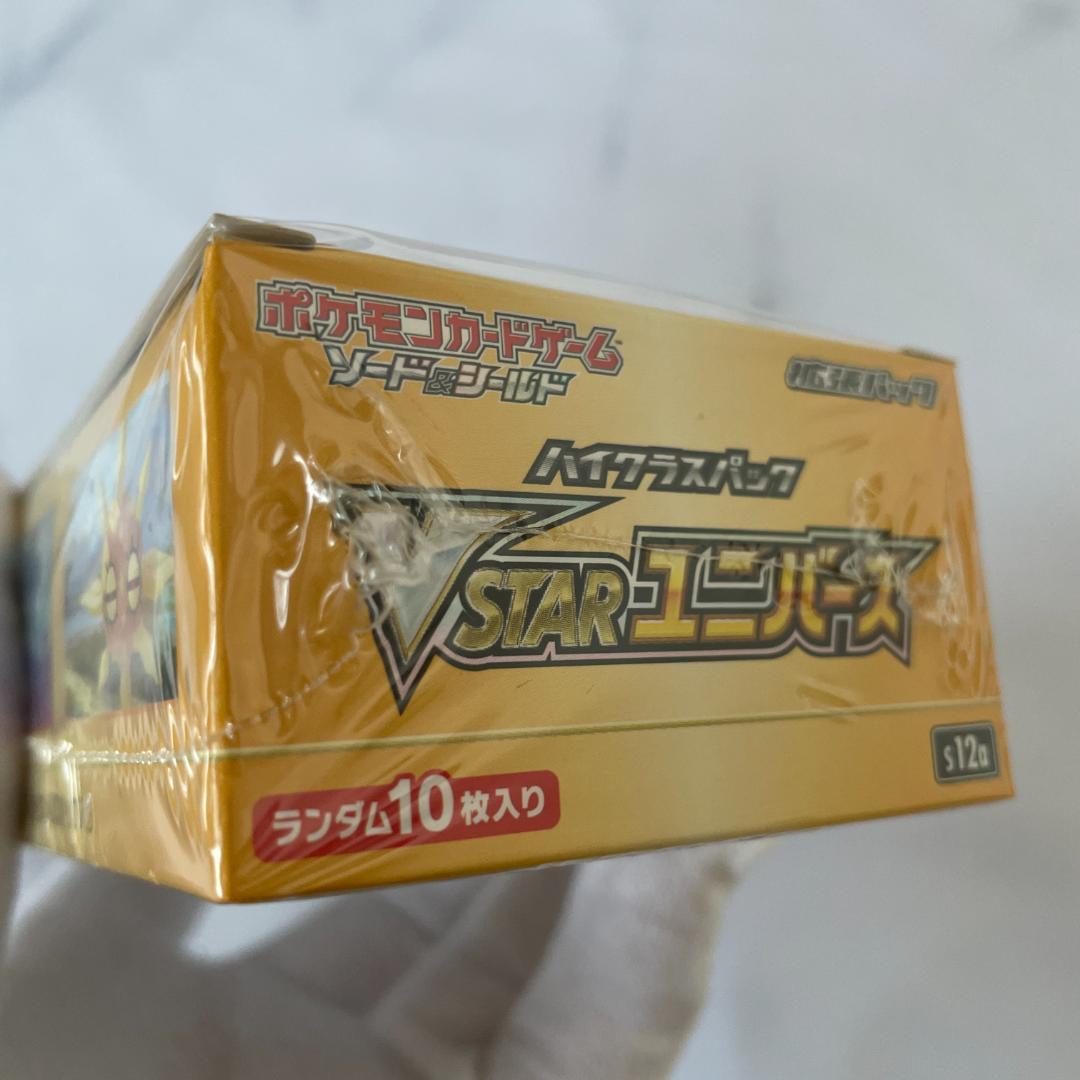 ポケモンカードゲーム
ソード&シールド
拡張パック
ハイクラスパック
VSTARユニバース
ランダム10枚入り
s12a